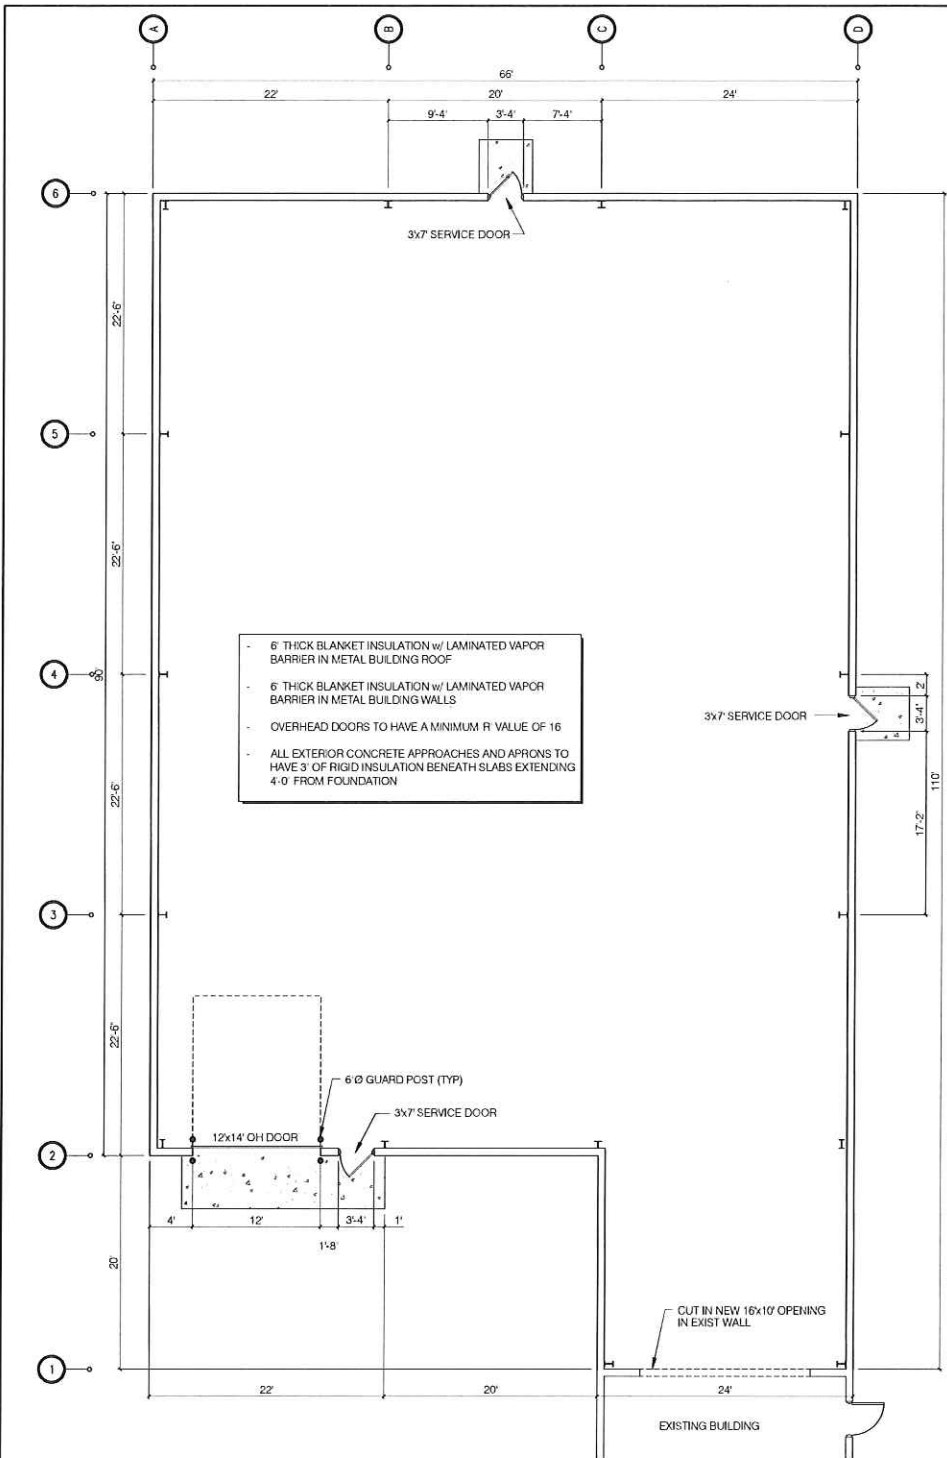 A
B
C
D
66'
22'
20'
24'
9'-4'
3'-4'
7'-4'
6
3'x7' SERVICE DOOR
22'-6"
5
22'-6"
4
90'
- 6' THICK BLANKET INSULATION w/ LAMINATED VAPOR
BARRIER IN METAL BUILDING ROOF
- 6' THICK BLANKET INSULATION w/ LAMINATED VAPOR
BARRIER IN METAL BUILDING WALLS
- OVERHEAD DOORS TO HAVE A MINIMUM 'R' VALUE OF 16
- ALL EXTERIOR CONCRETE APPROACHES AND APRONS TO
HAVE 3' OF RIGID INSULATION BENEATH SLABS EXTENDING
4'-0' FROM FOUNDATION
2'
3'x7' SERVICE DOOR
3'-4'
110'
22'-6'
17'-2'
3
22'-6'
6'Ø GUARD POST (TYP)
3'x7' SERVICE DOOR
12'x14' OH DOOR
2
4'
12'
3'-4'
1'
1'-8'
20'
CUT IN NEW 16'x10' OPENING
IN EXIST WALL
1
22'
20'
24'
EXISTING BUILDING